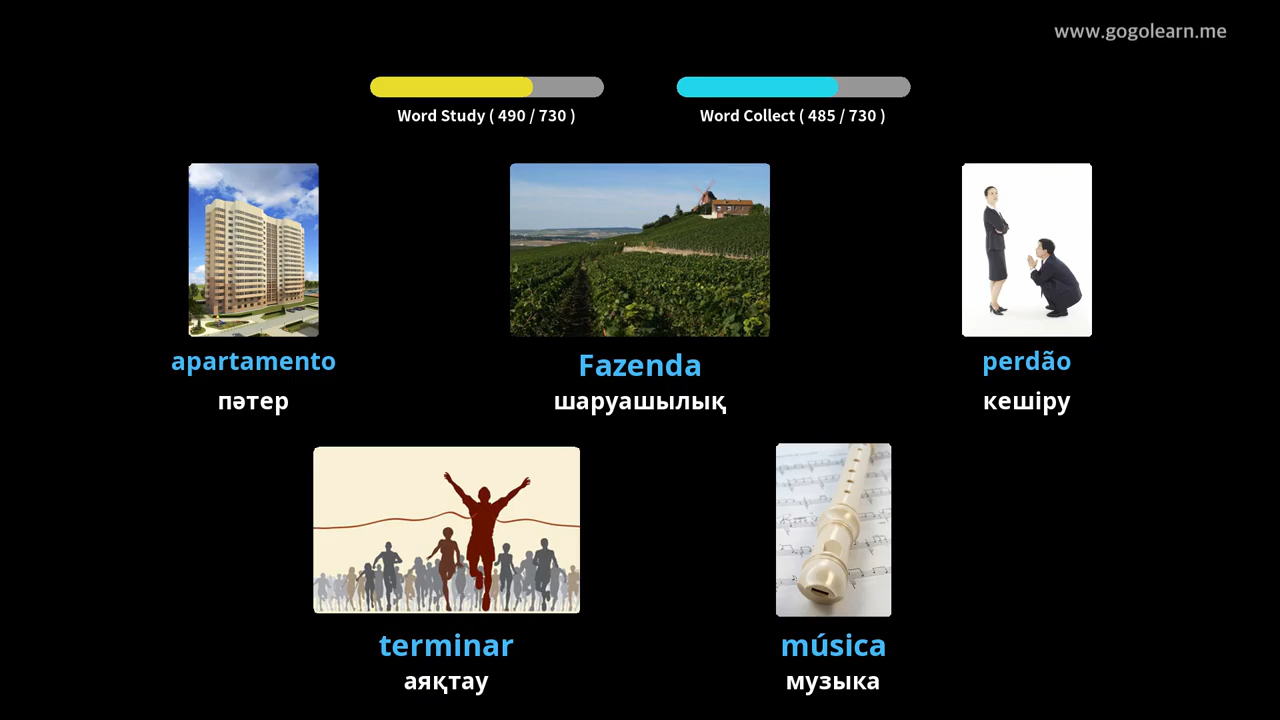 www.gogolearn.me
Word Study ( 490 / 730 )
Word Collect ( 485 / 730 )
apartamento
пәтер
Fazenda
шаруашылық
perdão
кешіру
terminar
аяқтау
música
музыка